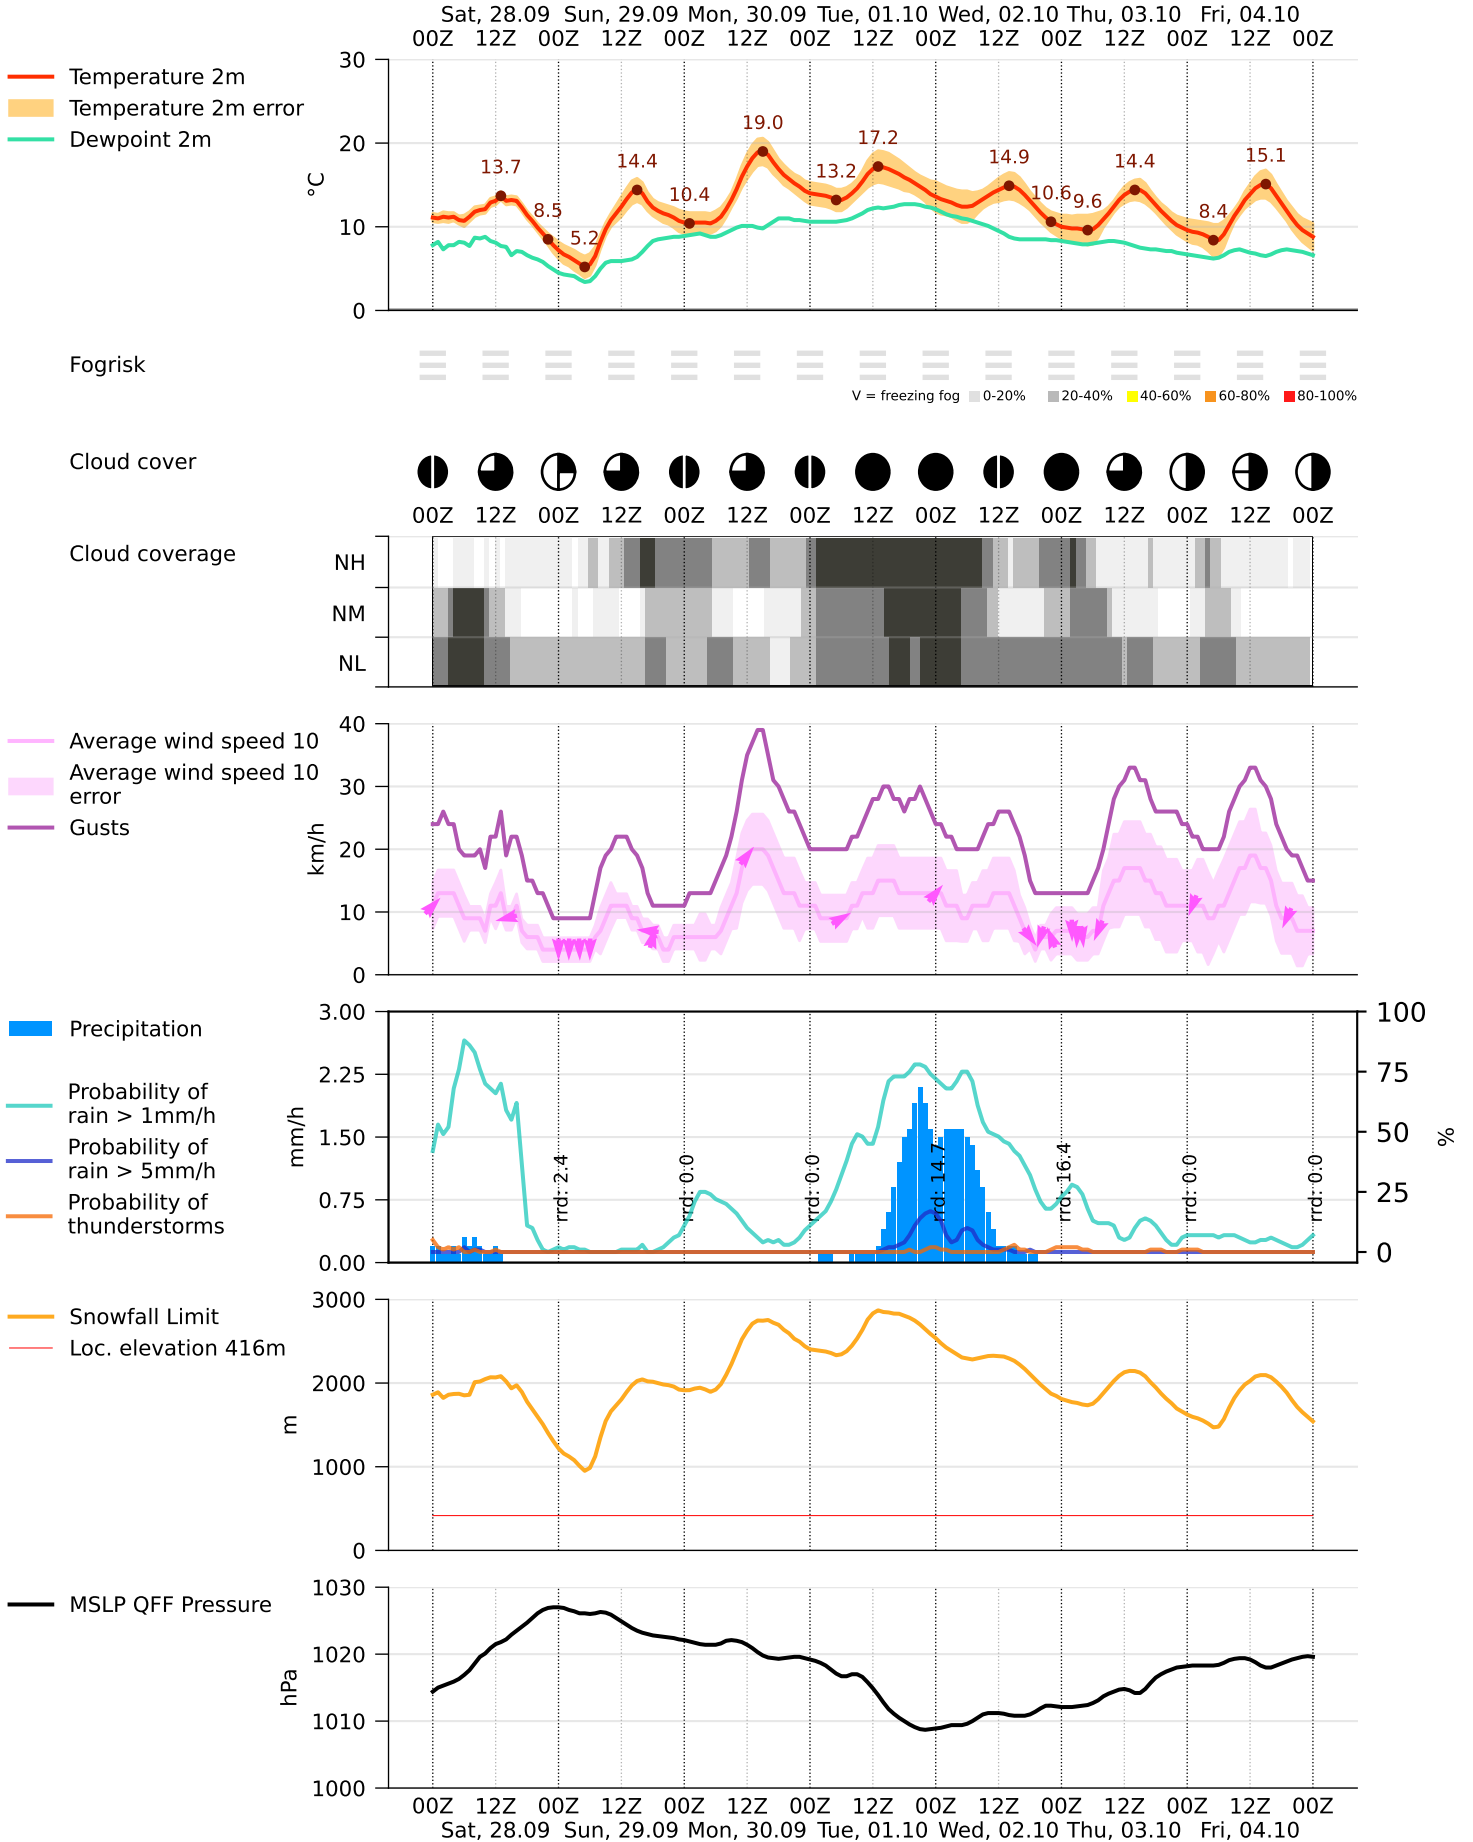 Sat, 28.09 Sun, 29.09 Mon, 30.09 Tue, 01.10 Wed, 02.10 Thu, 03.10 Fri, 04.10
00Z 12Z 00Z 12Z 00Z 12Z 00Z 12Z 00Z 12Z 00Z 12Z 00Z 12Z 00Z
Temperature 2m
Temperature 2m error
Dewpoint 2m
°C
30
20
10
0
13.7 8.5 5.2 14.4 10.4 19.0 13.2 17.2 14.9 10.6 9.6 14.4 8.4 15.1
Fogrisk
V = freezing fog 0-20% 20-40% 40-60% 60-80% 80-100%
Cloud cover
00Z 12Z 00Z 12Z 00Z 12Z 00Z 12Z 00Z 12Z 00Z 12Z 00Z 12Z 00Z
Cloud coverage
NH
NM
NL
Average wind speed 10
Average wind speed 10
error
Gusts
km/h
40
30
20
10
0
Precipitation
Probability of
rain > 1mm/h
Probability of
rain > 5mm/h
Probability of
thunderstorms
mm/h
3.00
2.25
1.50
0.75
0.00
rrd: 2.4
rrd: 0.0
rrd: 0.0
rrd: 14.7
rrd: 16.4
rrd: 0.0
rrd: 0.0
100
75
50
25
0
%
Snowfall Limit
Loc. elevation 416m
m
3000
2000
1000
0
MSLP QFF Pressure
hPa
1030
1020
1010
1000
00Z 12Z 00Z 12Z 00Z 12Z 00Z 12Z 00Z 12Z 00Z 12Z 00Z 12Z 00Z
Sat, 28.09 Sun, 29.09 Mon, 30.09 Tue, 01.10 Wed, 02.10 Thu, 03.10 Fri, 04.10